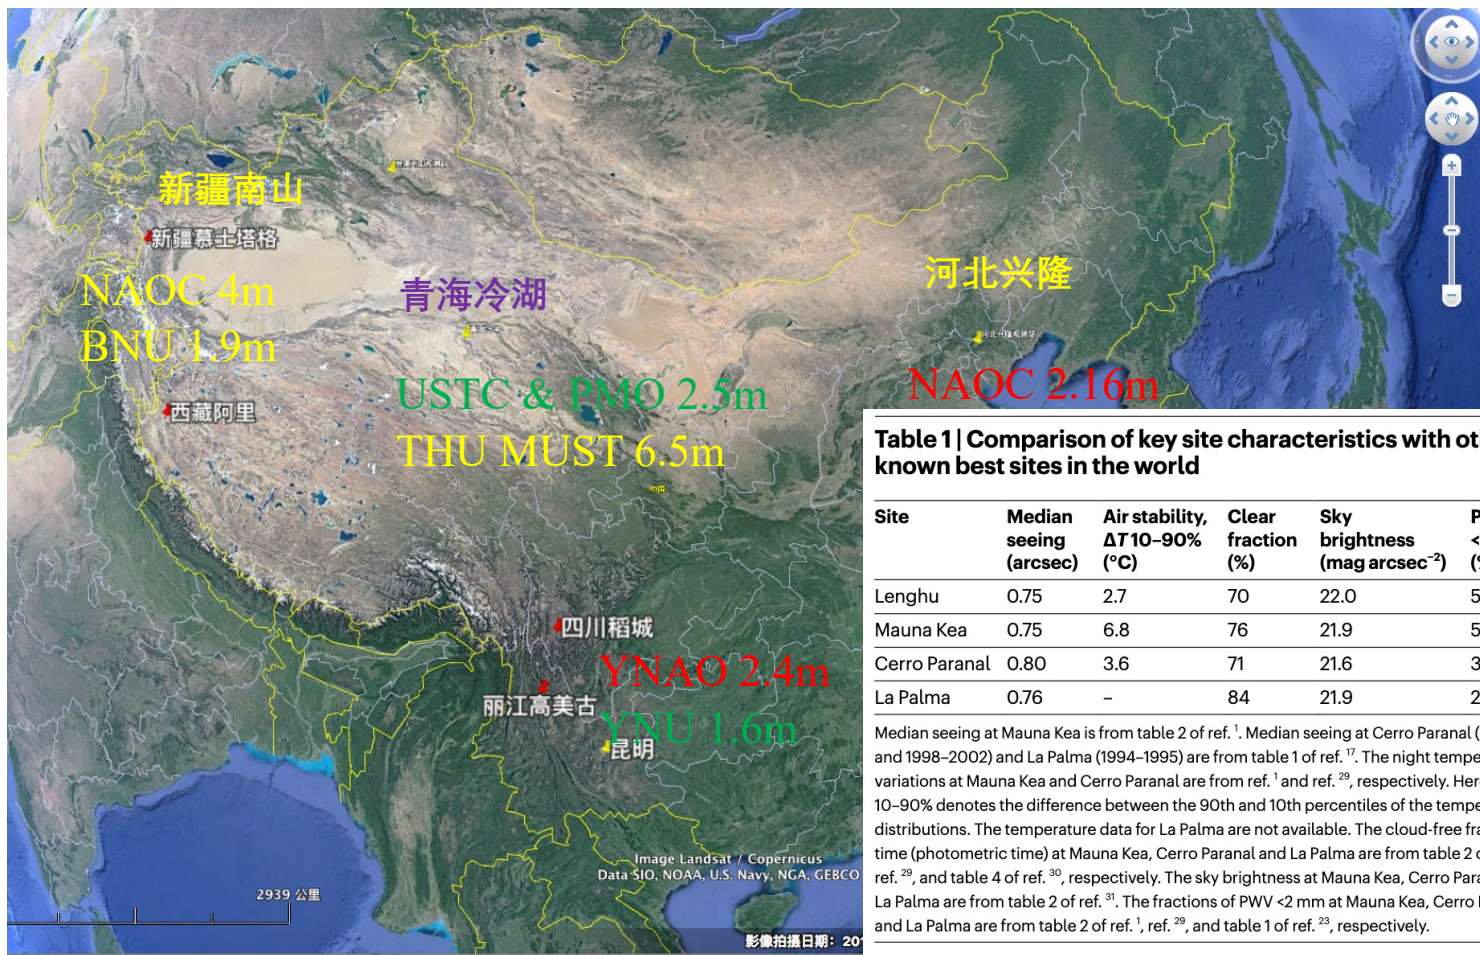 新疆南山
新疆慕士塔格
NAOC 4m
BNU 1.9m
青海冷湖
USTC & PMO 2.5m
THU MUST 6.5m
西藏阿里
河北兴隆
河北兴隆观测站
NAOC 2.16m
四川稻城
YNAO 2.4m
丽江高美古
YNU 1.6m
昆明
Image Landsat / Copernicus
Data SIO, NOAA, U.S. Navy, NGA, GEBCO
2939 公里
影像拍摄日期: 201
Table 1 | Comparison of key site characteristics with ot
known best sites in the world
Site Median seeing (arcsec) Air stability, ΔT 10–90% (°C) Clear fraction (%) Sky brightness (mag arcsec⁻²) P < (%
Lenghu 0.75 2.7 70 22.0 5
Mauna Kea 0.75 6.8 76 21.9 5
Cerro Paranal 0.80 3.6 71 21.6 3
La Palma 0.76 – 84 21.9 2
Median seeing at Mauna Kea is from table 2 of ref. ¹. Median seeing at Cerro Paranal (
and 1998–2002) and La Palma (1994–1995) are from table 1 of ref. ¹⁷. The night tempe
variations at Mauna Kea and Cerro Paranal are from ref. ¹ and ref. ²⁹, respectively. Her
10–90% denotes the difference between the 90th and 10th percentiles of the tempe
distributions. The temperature data for La Palma are not available. The cloud-free fra
time (photometric time) at Mauna Kea, Cerro Paranal and La Palma are from table 2 o
ref. ²⁹, and table 4 of ref. ³⁰, respectively. The sky brightness at Mauna Kea, Cerro Para
La Palma are from table 2 of ref. ³¹. The fractions of PWV <2 mm at Mauna Kea, Cerro P
and La Palma are from table 2 of ref. ¹, ref. ²⁹, and table 1 of ref. ²³, respectively.